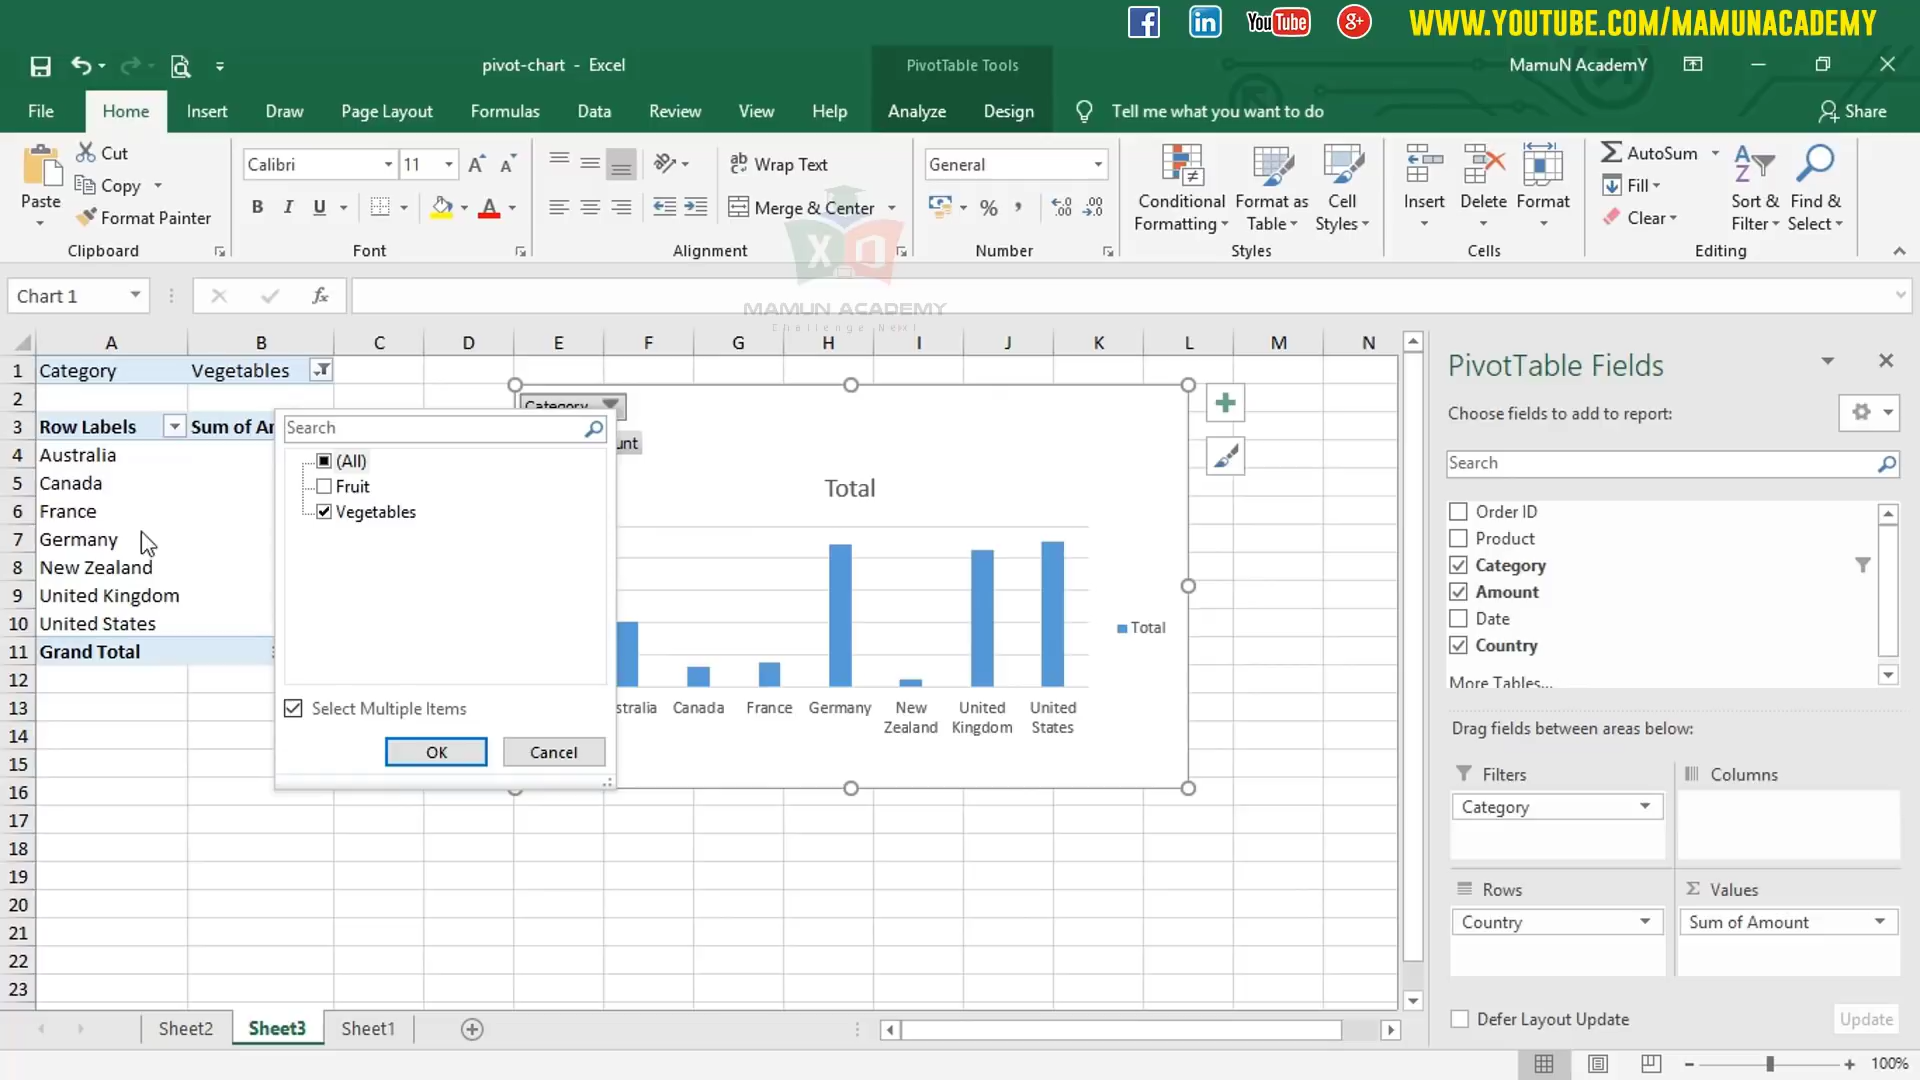 You Tube
g+
WWW.YOUTUBE.COM/MAMUNACADEMY
pivot-chart - Excel
PivotTable Tools
MamuN AcademY
File Home Insert Draw Page Layout Formulas Data Review View Help Analyze Design Tell me what you want to do Share
Paste
Cut
Copy
Format Painter
Clipboard
Calibri 11
B I U
Font
Wrap Text
Merge & Center
Alignment
General
% ,
Number
Conditional Formatting
Format as Table
Cell Styles
Styles
Insert Delete Format
Cells
AutoSum
Fill
Clear
Sort & Filter
Find & Select
Editing
Chart 1
fx
MAMUN ACADEMY
Challenge Next
A B C D E F G H I J K L M N
1 Category Vegetables
2
3 Row Labels Sum of Ar
4 Australia
5 Canada
6 France
7 Germany
8 New Zealand
9 United Kingdom
10 United States
11 Grand Total
12
13
14
15
16
17
18
19
20
21
22
23
Search
(All)
Fruit
Vegetables
Select Multiple Items
OK Cancel
Category
unt
Total
stralia Canada France Germany New Zealand United Kingdom United States
Total
PivotTable Fields
Choose fields to add to report:
Search
Order ID
Product
Category
Amount
Date
Country
More Tables...
Drag fields between areas below:
Filters
Category
Columns
Rows
Country
Σ Values
Sum of Amount
Defer Layout Update Update
Sheet2 Sheet3 Sheet1
100%